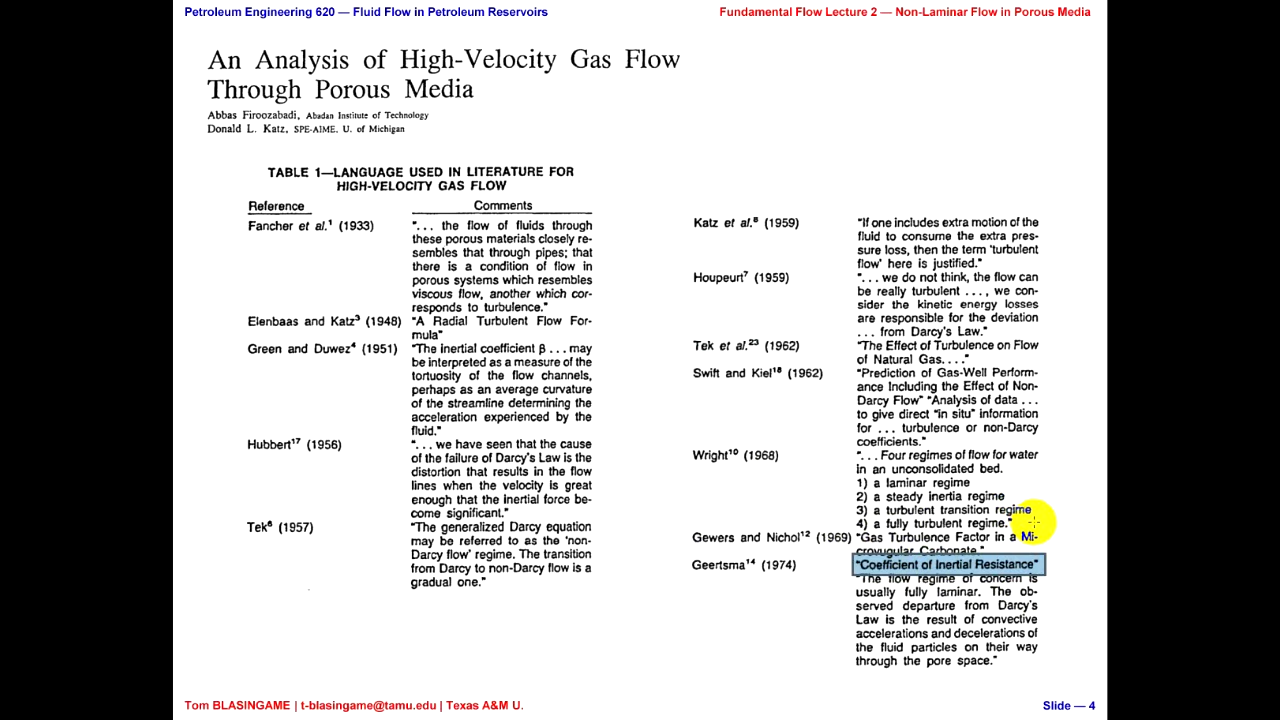 Petroleum Engineering 620 — Fluid Flow in Petroleum Reservoirs
Fundamental Flow Lecture 2 — Non-Laminar Flow in Porous Media
An Analysis of High-Velocity Gas Flow
Through Porous Media
Abbas Firoozabadi, Abadan Institute of Technology
Donald L. Katz, SPE-AIME, U. of Michigan
TABLE 1—LANGUAGE USED IN LITERATURE FOR
HIGH-VELOCITY GAS FLOW
Reference Comments
Fancher et al.¹ (1933) "... the flow of fluids through
these porous materials closely re-
sembles that through pipes; that
there is a condition of flow in
porous systems which resembles
viscous flow, another which cor-
responds to turbulence."
Elenbaas and Katz³ (1948) "A Radial Turbulent Flow For-
mula"
Green and Duwez⁴ (1951) "The inertial coefficient β ... may
be interpreted as a measure of the
tortuosity of the flow channels,
perhaps as an average curvature
of the streamline determining the
acceleration experienced by the
fluid."
Hubbert¹⁷ (1956) "... we have seen that the cause
of the failure of Darcy's Law is the
distortion that results in the flow
lines when the velocity is great
enough that the inertial force be-
come significant."
Tek⁶ (1957) "The generalized Darcy equation
may be referred to as the 'non-
Darcy flow' regime. The transition
from Darcy to non-Darcy flow is a
gradual one."
Katz et al.⁸ (1959) "If one includes extra motion of the
fluid to consume the extra pres-
sure loss, then the term 'turbulent
flow' here is justified."
Houpeurt⁷ (1959) "... we do not think, the flow can
be really turbulent ..., we con-
sider the kinetic energy losses
are responsible for the deviation
... from Darcy's Law."
Tek et al.²³ (1962) "The Effect of Turbulence on Flow
of Natural Gas...."
Swift and Kiel¹⁸ (1962) "Prediction of Gas-Well Perform-
ance Including the Effect of Non-
Darcy Flow" "Analysis of data ...
to give direct "in situ" information
for ... turbulence or non-Darcy
coefficients."
Wright¹⁰ (1968) "... Four regimes of flow for water
in an unconsolidated bed.
1) a laminar regime
2) a steady inertia regime
3) a turbulent transition regime
4) a fully turbulent regime."
Gewers and Nichol¹² (1969) "Gas Turbulence Factor in a Mi-
crovugular Carbonate."
Geertsma¹⁴ (1974) "Coefficient of Inertial Resistance"
"The flow regime of concern is
usually fully laminar. The ob-
served departure from Darcy's
Law is the result of convective
accelerations and decelerations of
the fluid particles on their way
through the pore space."
Tom BLASINGAME | t-blasingame@tamu.edu | Texas A&M U.
Slide — 4